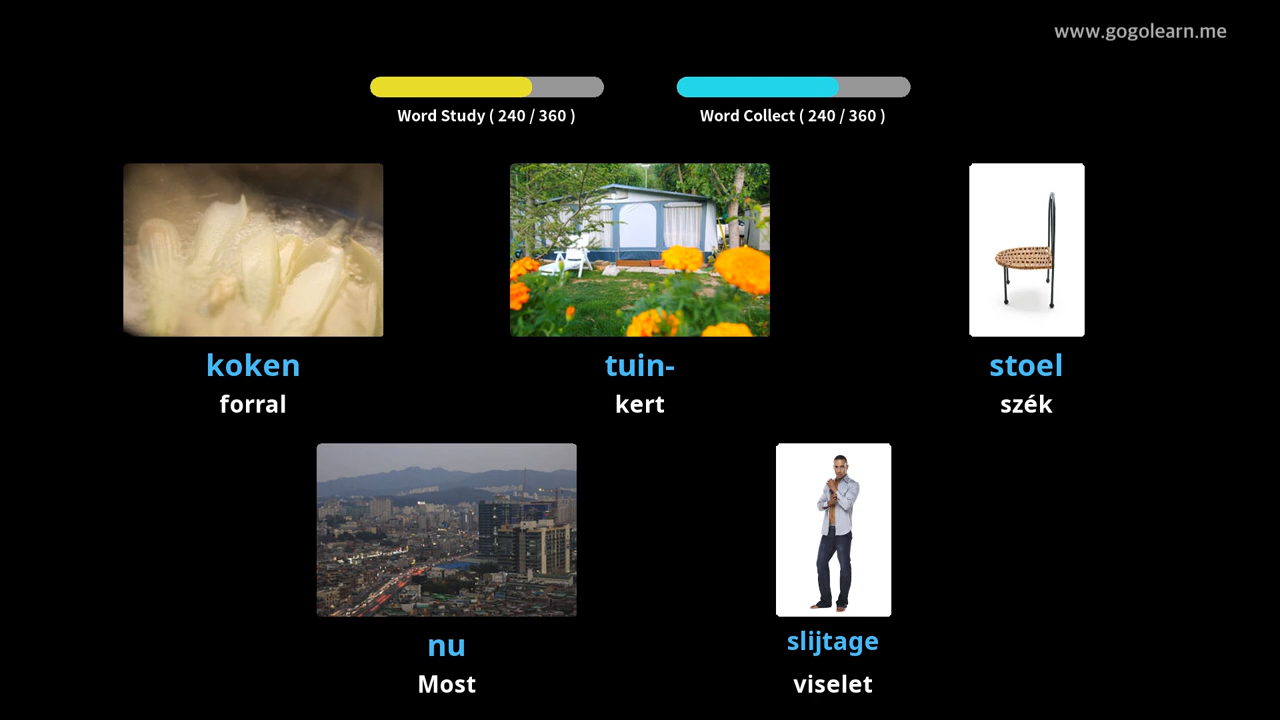 www.gogolearn.me
Word Study ( 240 / 360 )
Word Collect ( 240 / 360 )
koken
forral
tuin-
kert
stoel
szék
nu
Most
slijtage
viselet